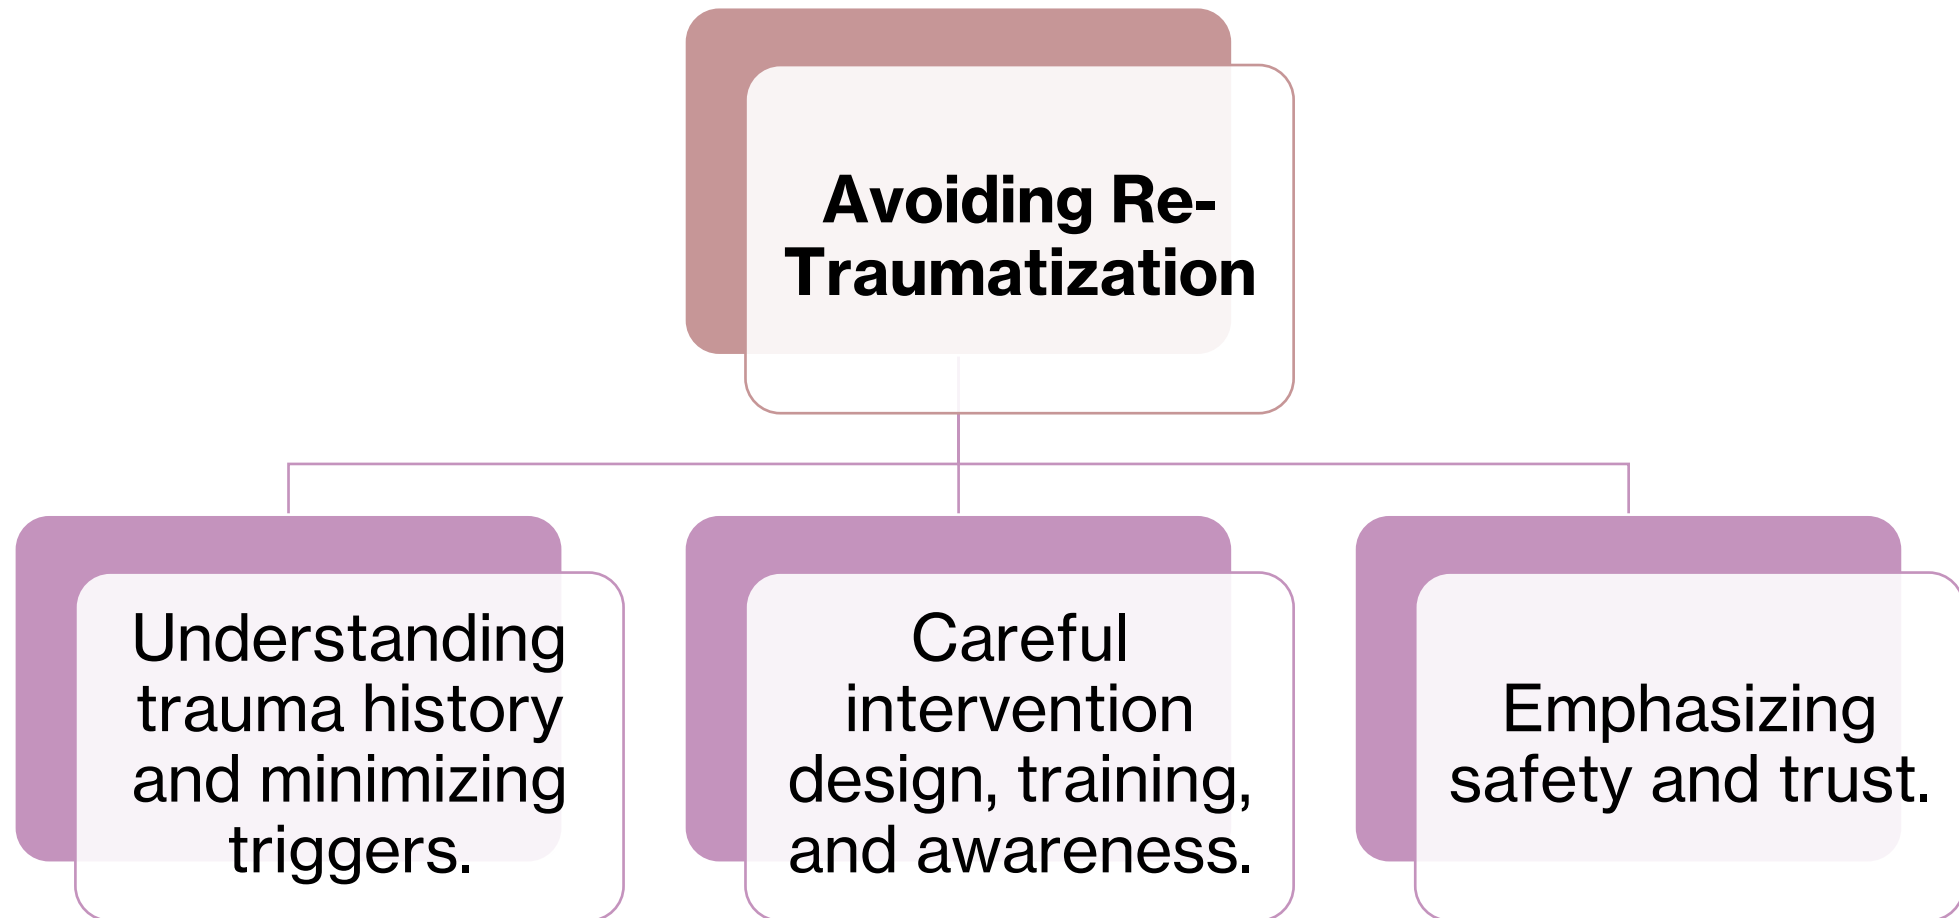 Avoiding Re-
Traumatization
Understanding
trauma history
and minimizing
triggers.
Careful
intervention
design, training,
and awareness.
Emphasizing
safety and trust.